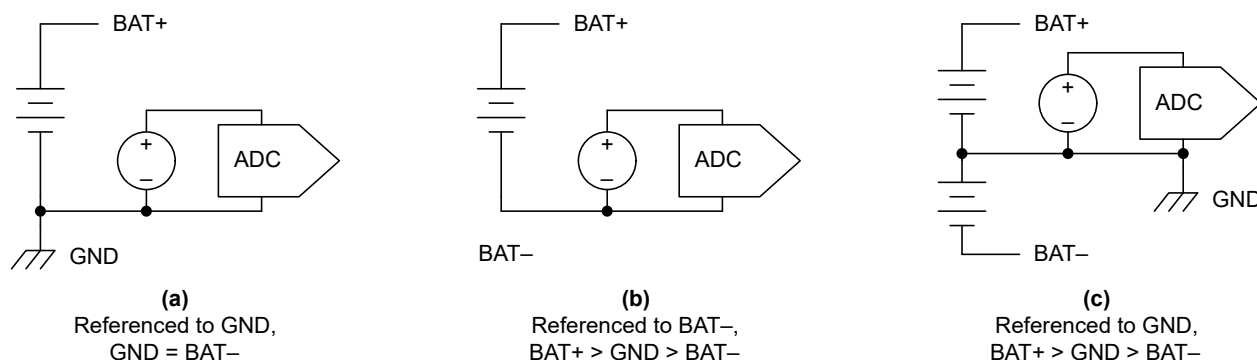 BAT+
+
–
ADC
GND
(a)
Referenced to GND,
GND = BAT–
BAT+
+
–
ADC
BAT–
(b)
Referenced to BAT–,
BAT+ > GND > BAT–
BAT+
+
–
ADC
GND
BAT–
(c)
Referenced to GND,
BAT+ > GND > BAT–